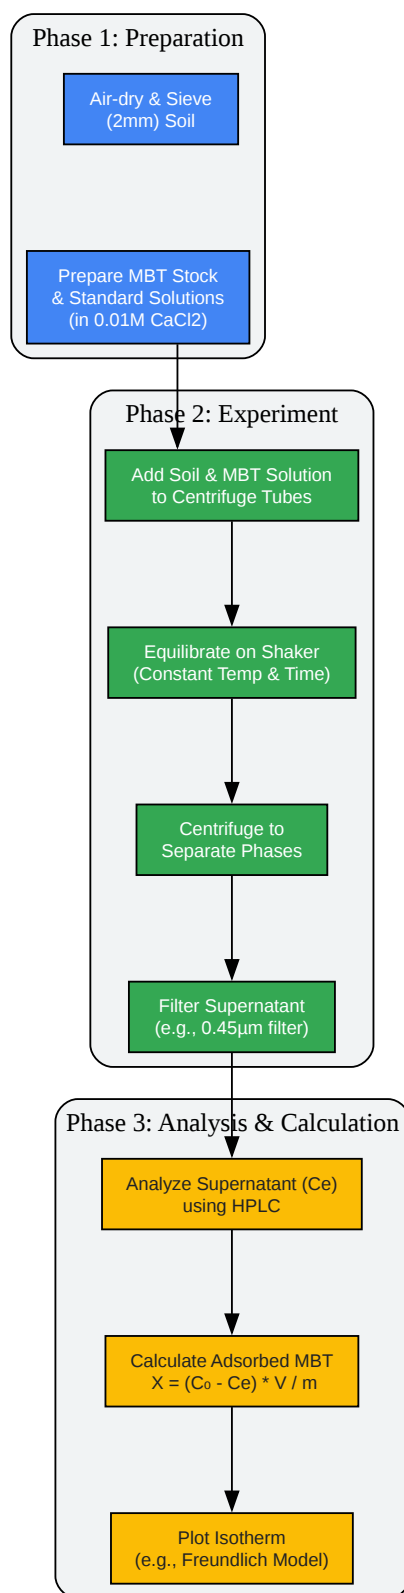 Phase 1: Preparation
Air-dry & Sieve
(2mm) Soil
Prepare MBT Stock
& Standard Solutions
(in 0.01M CaCl2)
Phase 2: Experiment
Add Soil & MBT Solution
to Centrifuge Tubes
Equilibrate on Shaker
(Constant Temp & Time)
Centrifuge to
Separate Phases
Filter Supernatant
(e.g., 0.45µm filter)
Phase 3: Analysis & Calculation
Analyze Supernatant (Ce)
using HPLC
Calculate Adsorbed MBT
X = (C₀ - Ce) * V / m
Plot Isotherm
(e.g., Freundlich Model)